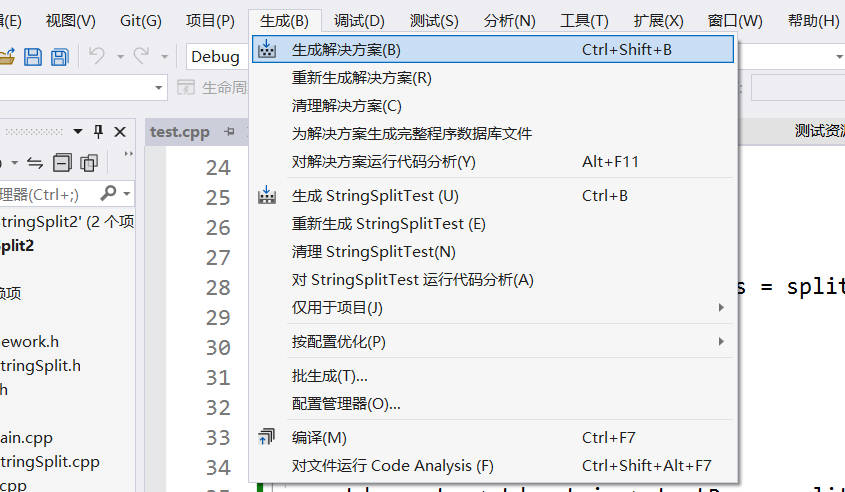 (E) 视图(V) Git(G) 项目(P) 生成(B) 调试(D) 测试(S) 分析(N) 工具(T) 扩展(X) 窗口(W) 帮助(H)
Debug
生命周
生成解决方案(B) Ctrl+Shift+B
重新生成解决方案(R)
清理解决方案(C)
为解决方案生成完整程序数据库文件
对解决方案运行代码分析(Y) Alt+F11
生成 StringSplitTest (U) Ctrl+B
重新生成 StringSplitTest (E)
清理 StringSplitTest(N)
对 StringSplitTest 运行代码分析(A)
仅用于项目(J)
按配置优化(P)
批生成(T)...
配置管理器(O)...
编译(M) Ctrl+F7
对文件运行 Code Analysis (F) Ctrl+Shift+Alt+F7
test.cpp
测试资源
理器(Ctrl+;)
tringSplit2' (2 个项
plit2
赖项
ework.h
tringSplit.h
h
ain.cpp
tringSplit.cpp
.cpp
24
25
26
27
28
s = split
29
30
31
32
33
34